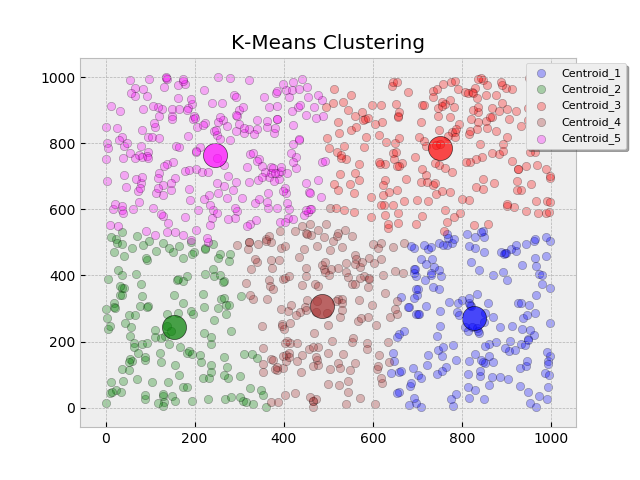 K-Means Clustering
1000
800
600
400
200
0
0 200 400 600 800 1000
Centroid_1
Centroid_2
Centroid_3
Centroid_4
Centroid_5